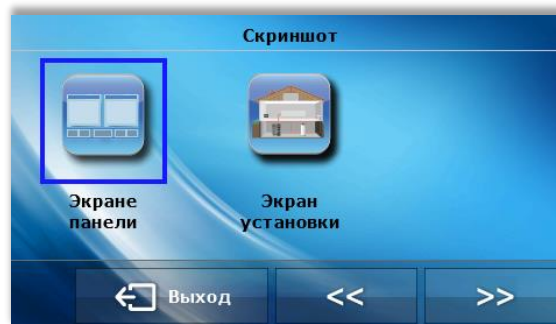 Скриншот
Экране
панели
Экран
установки
Выход
<<
>>